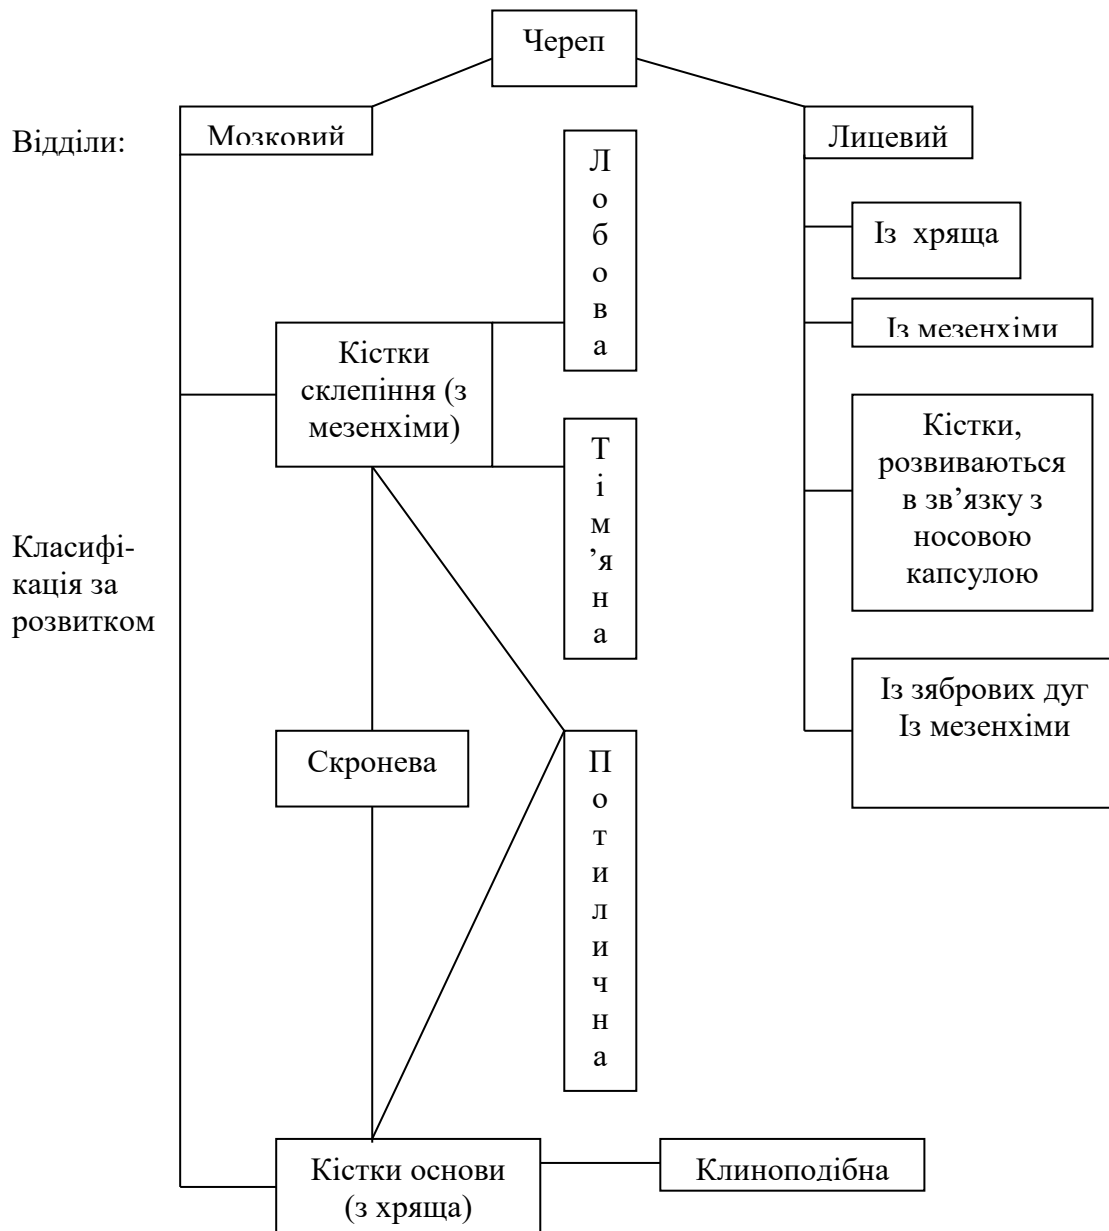 Череп
Відділи:
Мозковий
Лицевий
Лобова
Із хряща
Із мезенхіми
Кістки
склепіння (з
мезенхіми)
Тім’яна
Кістки,
розвиваються
в зв’язку з
носовою
капсулою
Класифі-
кація за
розвитком
Із зябрових дуг
Із мезенхіми
Скронева
Потилична
Кістки основи
(з хряща)
Клиноподібна